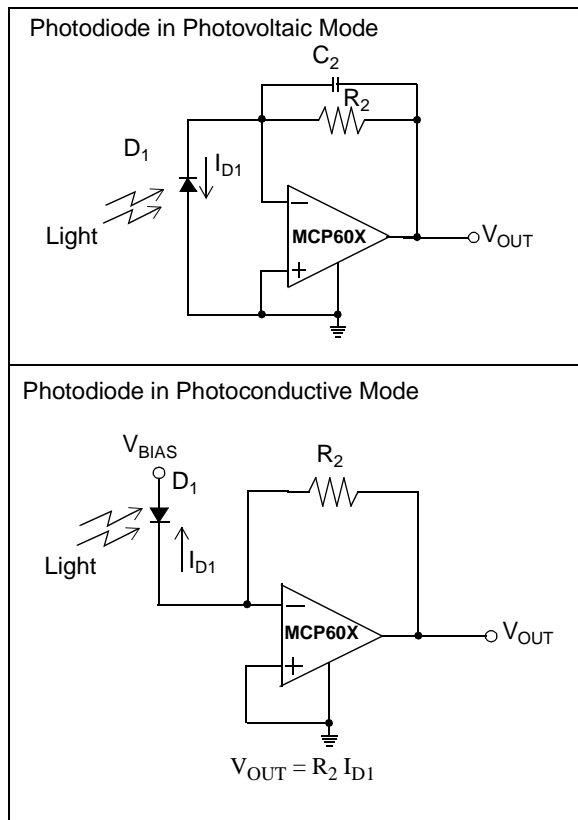 Photodiode in Photovoltaic Mode
C2
R2
D1
ID1
Light
MCP60X
VOUT
Photodiode in Photoconductive Mode
VBIAS
D1
R2
Light
ID1
MCP60X
VOUT
VOUT = R2 ID1